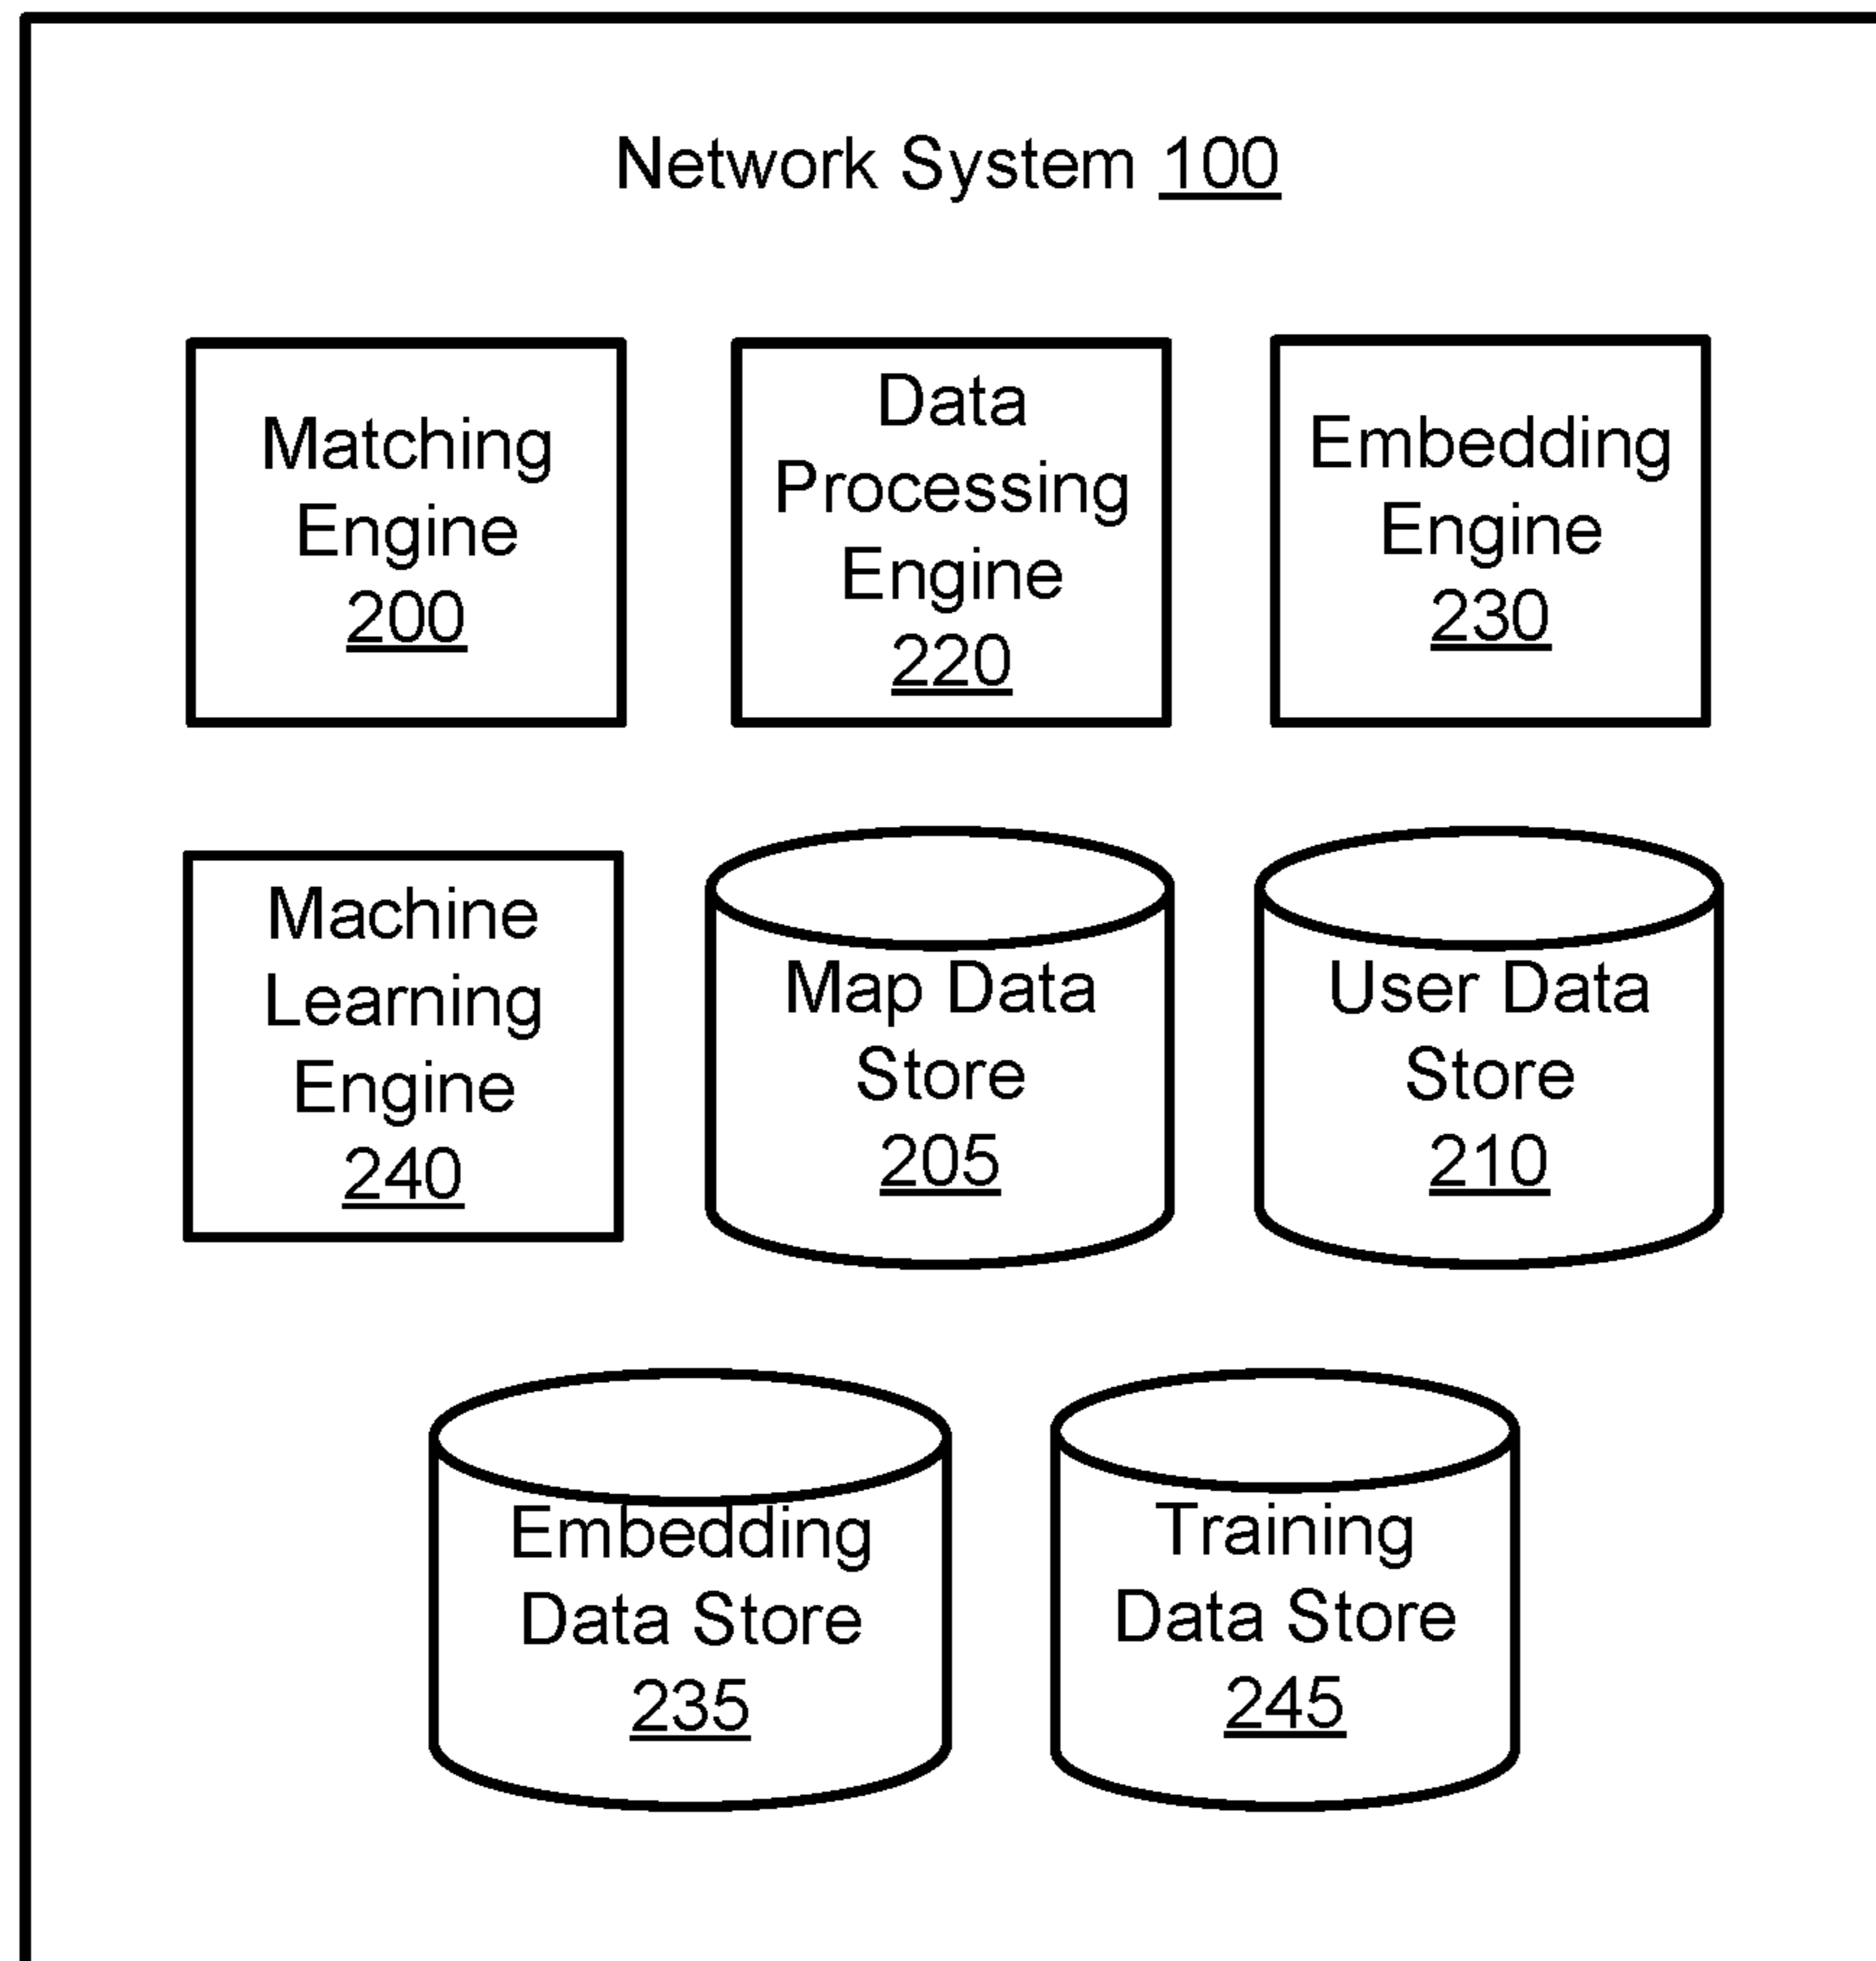 Network System 100
Matching
Engine
200
Data
Processing
Engine
220
Embedding
Engine
230
Machine
Learning
Engine
240
Map Data
Store
205
User Data
Store
210
Embedding
Data Store
235
Training
Data Store
245